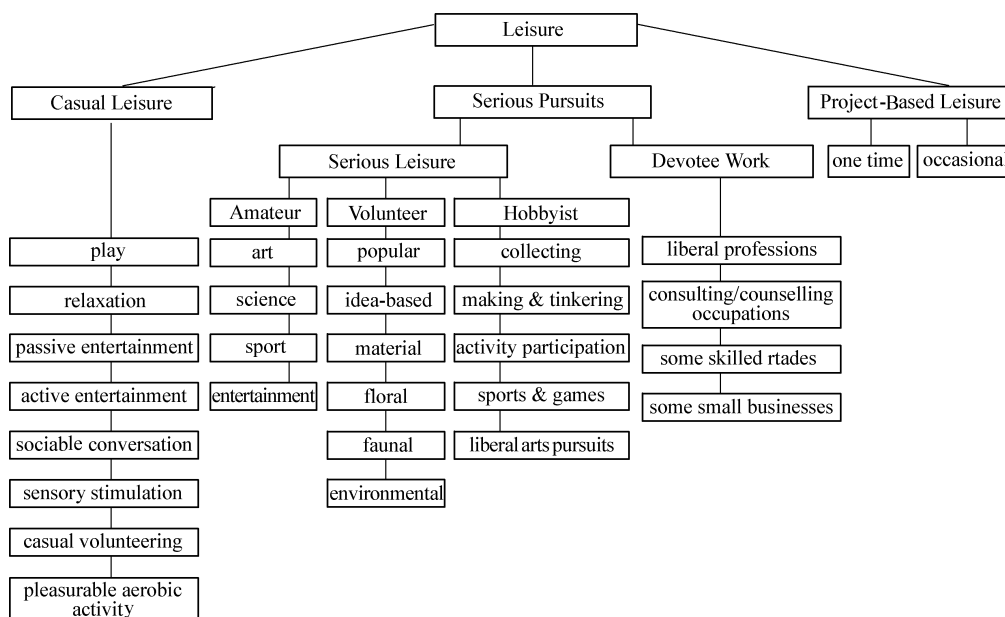 Leisure
Casual Leisure
Serious Pursuits
Project-Based Leisure
Serious Leisure
Devotee Work
one time
occasional
Amateur
Volunteer
Hobbyist
play
relaxation
passive entertainment
active entertainment
sociable conversation
sensory stimulation
casual volunteering
pleasurable aerobic
activity
art
science
sport
entertainment
popular
idea-based
material
floral
faunal
environmental
collecting
making & tinkering
activity participation
sports & games
liberal arts pursuits
liberal professions
consulting/counselling
occupations
some skilled rtades
some small businesses